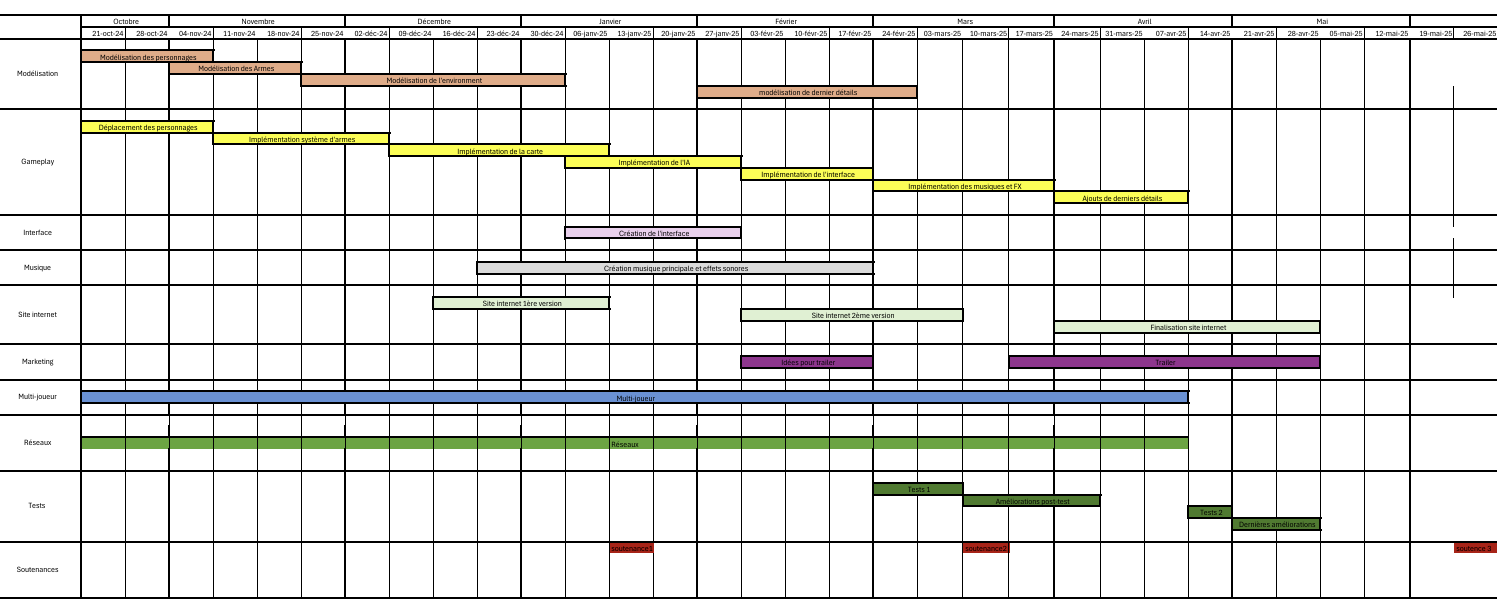 Octobre Novembre Décembre Janvier Février Mars Avril Mai
21-oct-24 28-oct-24 04-nov-24 11-nov-24 18-nov-24 25-nov-24 02-déc-24 09-déc-24 16-déc-24 23-déc-24 30-déc-24 06-janv-25 13-janv-25 20-janv-25 27-janv-25 03-févr-25 10-févr-25 17-févr-25 24-févr-25 03-mars-25 10-mars-25 17-mars-25 24-mars-25 31-mars-25 07-avr-25 14-avr-25 21-avr-25 28-avr-25 05-mai-25 12-mai-25 19-mai-25 26-mai-25
Modélisation
Modélisation des personnages
Modélisation des Armes
Modélisation de l'environment
modélisation de dernier détails
Gameplay
Déplacement des personnages
Implémentation système d'armes
Implémentation de la carte
Implémentation de l'IA
Implémentation de l'interface
Implémentation des musiques et FX
Ajouts de derniers détails
Interface
Création de l'interface
Musique
Création musique principale et effets sonores
Site internet
Site internet 1ère version
Site internet 2ème version
Finalisation site internet
Marketing
Idées pour trailer
Trailer
Multi-joueur
Multi-joueur
Réseaux
Réseaux
Tests
Tests 1
Améliorations post-test
Tests 2
Dernières améliorations
Soutenances
soutenance1
soutenance2
soutence 3